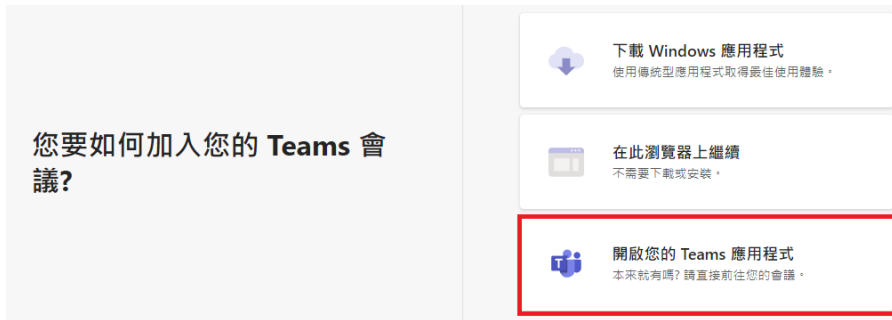 您要如何加入您的 Teams 會
議?
下載 Windows 應用程式
使用傳統型應用程式取得最佳使用體驗。
在此瀏覽器上繼續
不需要下載或安裝。
開啟您的 Teams 應用程式
本來就有嗎? 請直接前往您的會議。